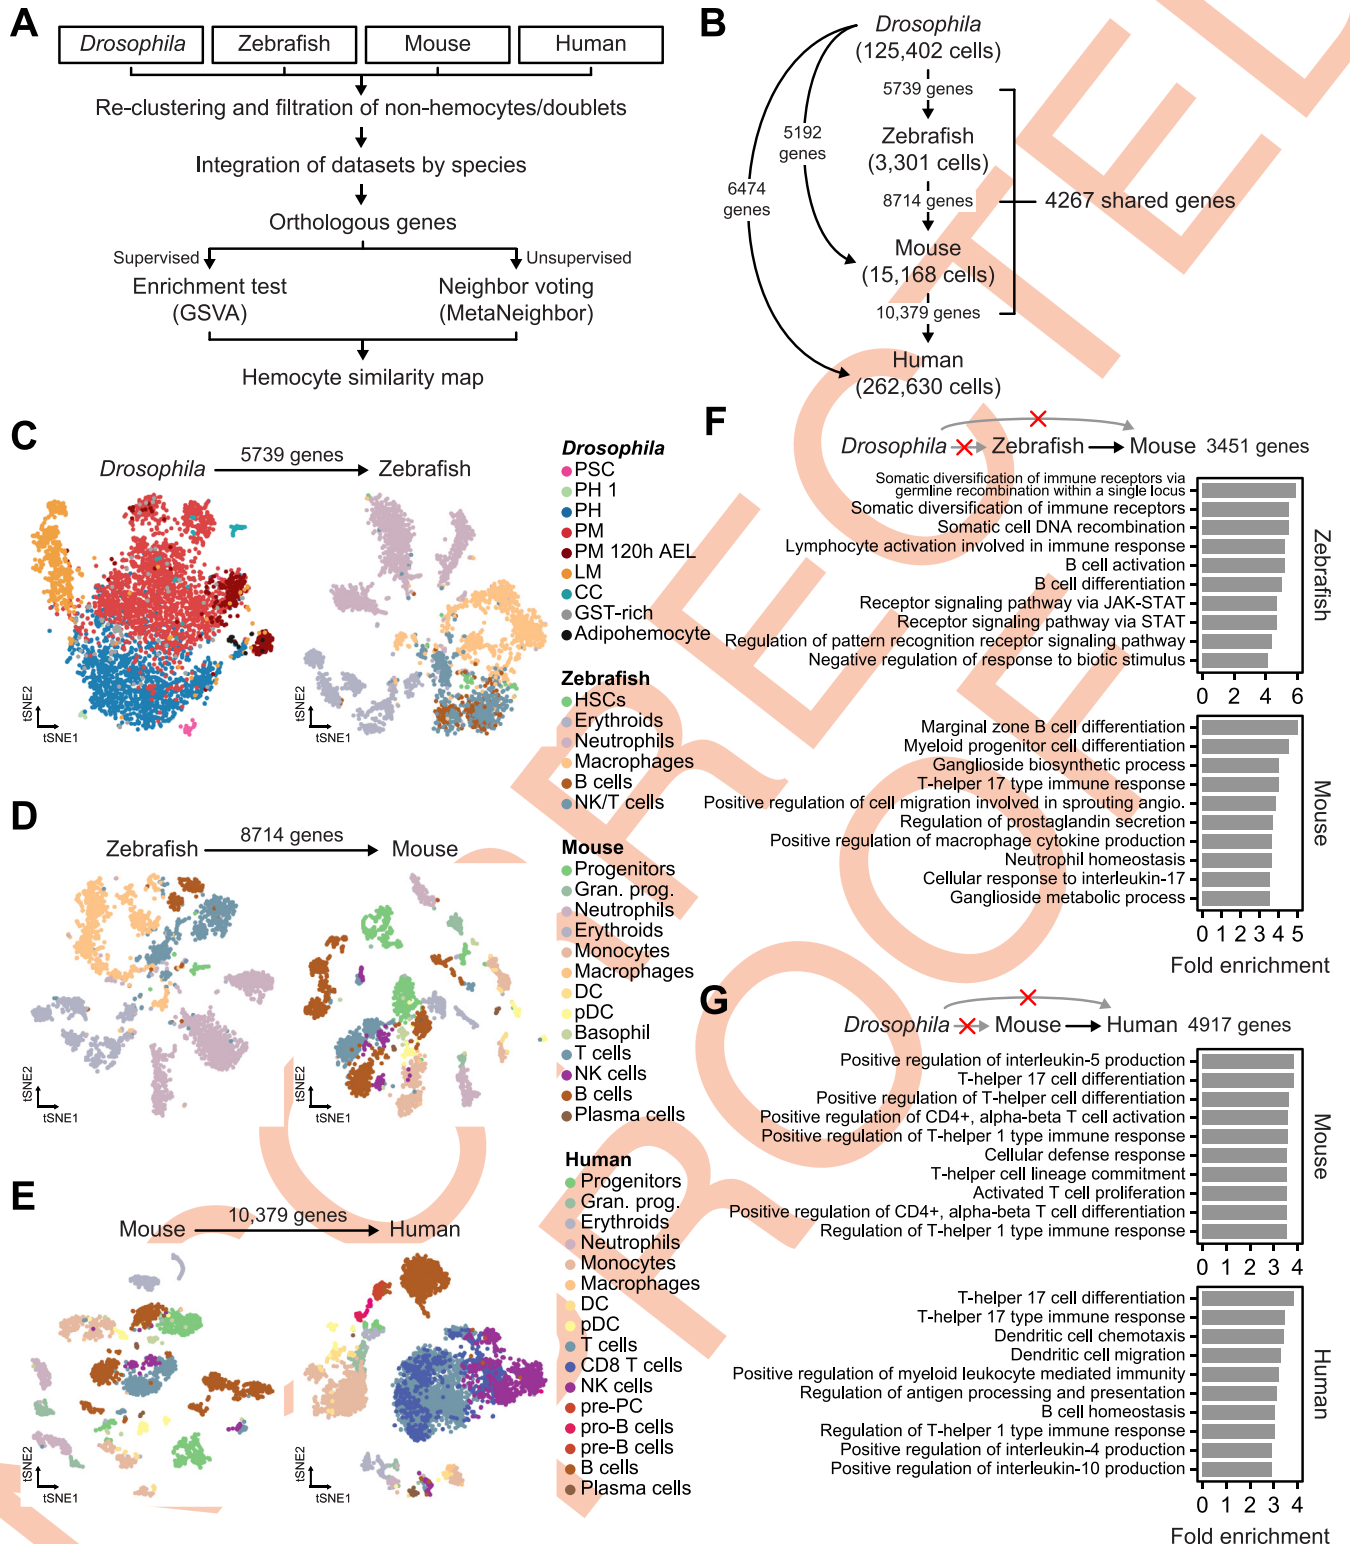 A
Drosophila
Zebrafish
Mouse
Human
Re-clustering and filtration of non-hemocytes/doublets
Integration of datasets by species
Orthologous genes
Supervised
Unsupervised
Enrichment test
(GSVA)
Neighbor voting
(MetaNeighbor)
Hemocyte similarity map
B
Drosophila
(125,402 cells)
5739 genes
Zebrafish
(3,301 cells)
5192
genes
6474
genes
8714 genes
4267 shared genes
Mouse
(15,168 cells)
10,379 genes
Human
(262,630 cells)
C
Drosophila
5739 genes
Zebrafish
tSNE2
tSNE1
tSNE2
tSNE1
Drosophila
PSC
PH 1
PH
PM
PM 120h AEL
LM
CC
GST-rich
Adipohemocyte
Zebrafish
HSCs
Erythroids
Neutrophils
Macrophages
B cells
NK/T cells
D
Zebrafish
8714 genes
Mouse
tSNE2
tSNE1
tSNE2
tSNE1
Mouse
Progenitors
Gran. prog.
Neutrophils
Erythroids
Monocytes
Macrophages
DC
pDC
Basophil
T cells
NK cells
B cells
Plasma cells
E
Mouse
10,379 genes
Human
tSNE2
tSNE1
tSNE2
tSNE1
Human
Progenitors
Gran. prog.
Erythroids
Neutrophils
Monocytes
Macrophages
DC
pDC
T cells
CD8 T cells
NK cells
pre-PC
pro-B cells
pre-B cells
B cells
Plasma cells
F
Drosophila
Zebrafish
Mouse
3451 genes
Somatic diversification of immune receptors via
germline recombination within a single locus
Somatic diversification of immune receptors
Somatic cell DNA recombination
Lymphocyte activation involved in immune response
B cell activation
B cell differentiation
Receptor signaling pathway via JAK-STAT
Receptor signaling pathway via STAT
Regulation of pattern recognition receptor signaling pathway
Negative regulation of response to biotic stimulus
0 2 4 6
Zebrafish
Marginal zone B cell differentiation
Myeloid progenitor cell differentiation
Ganglioside biosynthetic process
T-helper 17 type immune response
Positive regulation of cell migration involved in sprouting angio.
Regulation of prostaglandin secretion
Positive regulation of macrophage cytokine production
Neutrophil homeostasis
Cellular response to interleukin-17
Ganglioside metabolic process
0 1 2 3 4 5
Mouse
Fold enrichment
G
Drosophila
Mouse
Human
4917 genes
Positive regulation of interleukin-5 production
T-helper 17 cell differentiation
Positive regulation of T-helper cell differentiation
Positive regulation of CD4+, alpha-beta T cell activation
Positive regulation of T-helper 1 type immune response
Cellular defense response
T-helper cell lineage commitment
Activated T cell proliferation
Positive regulation of CD4+, alpha-beta T cell differentiation
Regulation of T-helper 1 type immune response
0 1 2 3 4
Mouse
T-helper 17 cell differentiation
T-helper 17 type immune response
Dendritic cell chemotaxis
Dendritic cell migration
Positive regulation of myeloid leukocyte mediated immunity
Regulation of antigen processing and presentation
B cell homeostasis
Regulation of T-helper 1 type immune response
Positive regulation of interleukin-4 production
Positive regulation of interleukin-10 production
0 1 2 3 4
Human
Fold enrichment